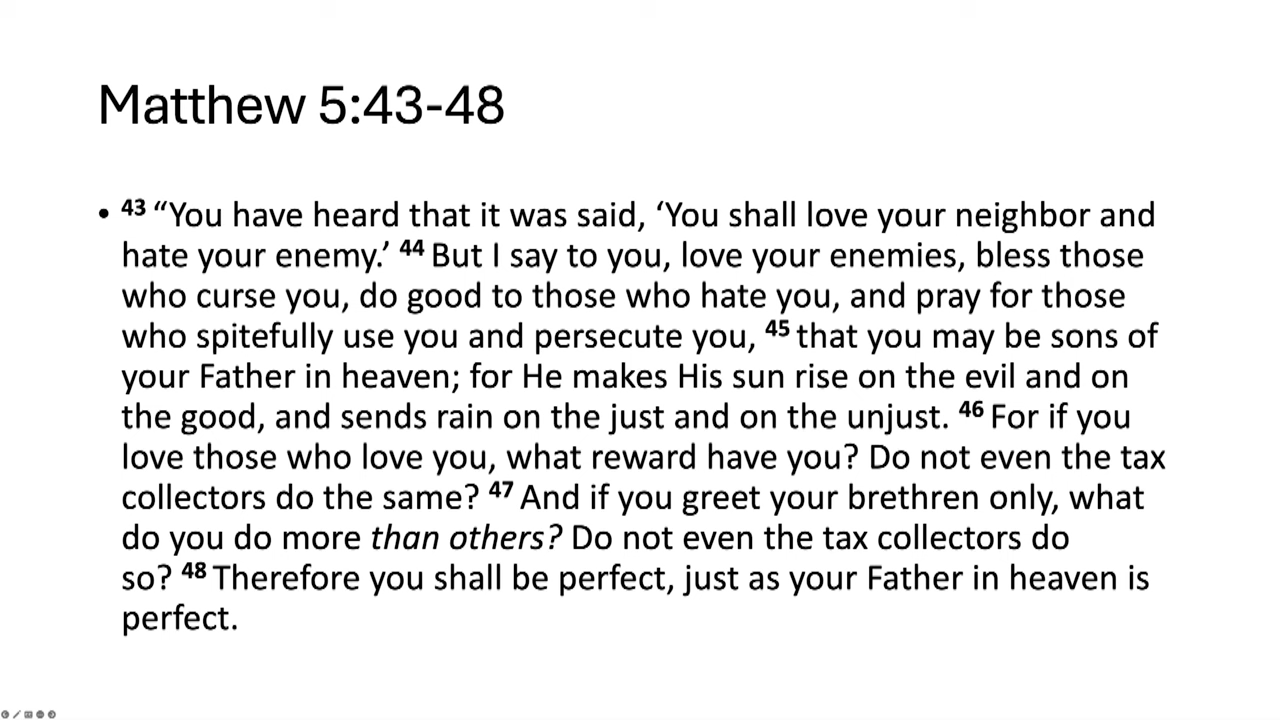 Matthew 5:43-48
• 43 “You have heard that it was said, ‘You shall love your neighbor and
hate your enemy.’ 44 But I say to you, love your enemies, bless those
who curse you, do good to those who hate you, and pray for those
who spitefully use you and persecute you, 45 that you may be sons of
your Father in heaven; for He makes His sun rise on the evil and on
the good, and sends rain on the just and on the unjust. 46 For if you
love those who love you, what reward have you? Do not even the tax
collectors do the same? 47 And if you greet your brethren only, what
do you do more than others? Do not even the tax collectors do
so? 48 Therefore you shall be perfect, just as your Father in heaven is
perfect.